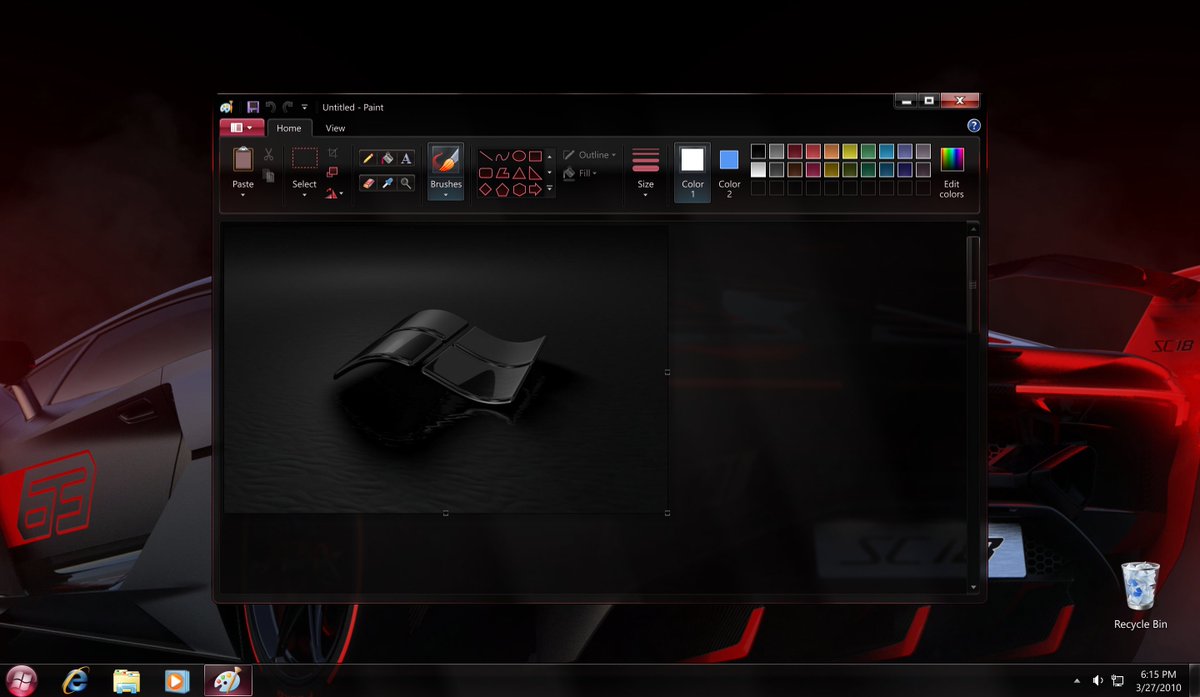 Untitled - Paint
Home
View
Paste
Select
A
Brushes
Outline
Fill
Size
Color
1
Color
2
Edit
colors
SC18
63
SC18
Recycle Bin
6:15 PM
3/27/2010